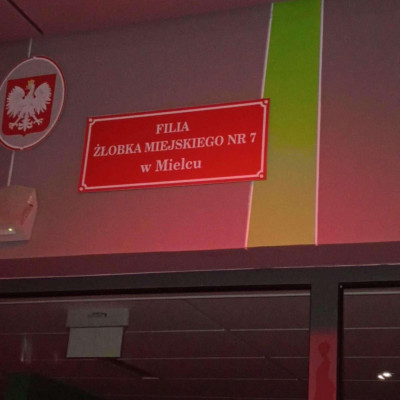 FILIA
ŻŁOBKA MIEJSKIEGO NR 7
w Mielcu